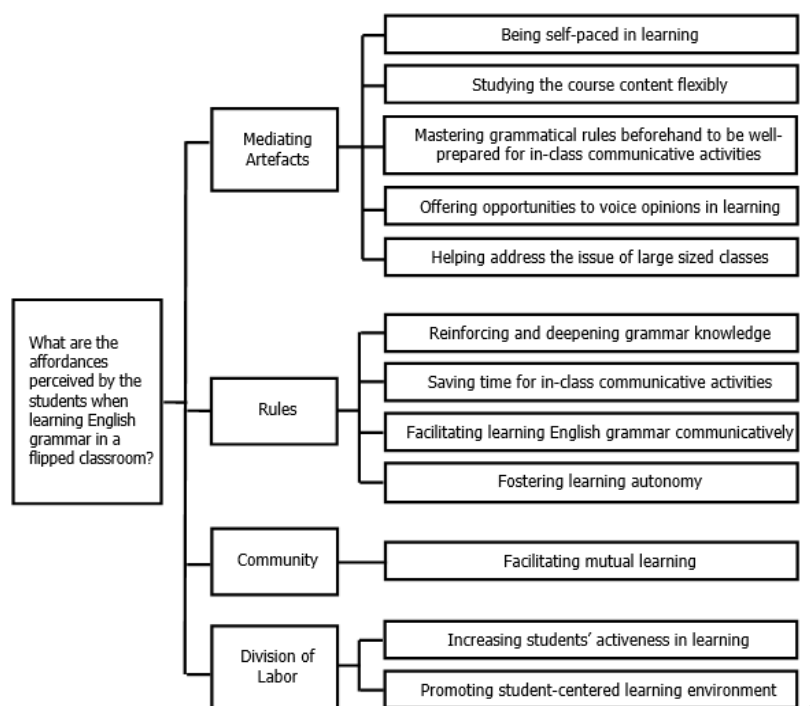 What are the
affordances
perceived by the
students when
learning English
grammar in a
flipped classroom?
Mediating
Artefacts
Being self-paced in learning
Studying the course content flexibly
Mastering grammatical rules beforehand to be well-
prepared for in-class communicative activities
Offering opportunities to voice opinions in learning
Helping address the issue of large sized classes
Rules
Reinforcing and deepening grammar knowledge
Saving time for in-class communicative activities
Facilitating learning English grammar communicatively
Fostering learning autonomy
Community
Facilitating mutual learning
Division of
Labor
Increasing students’ activeness in learning
Promoting student-centered learning environment